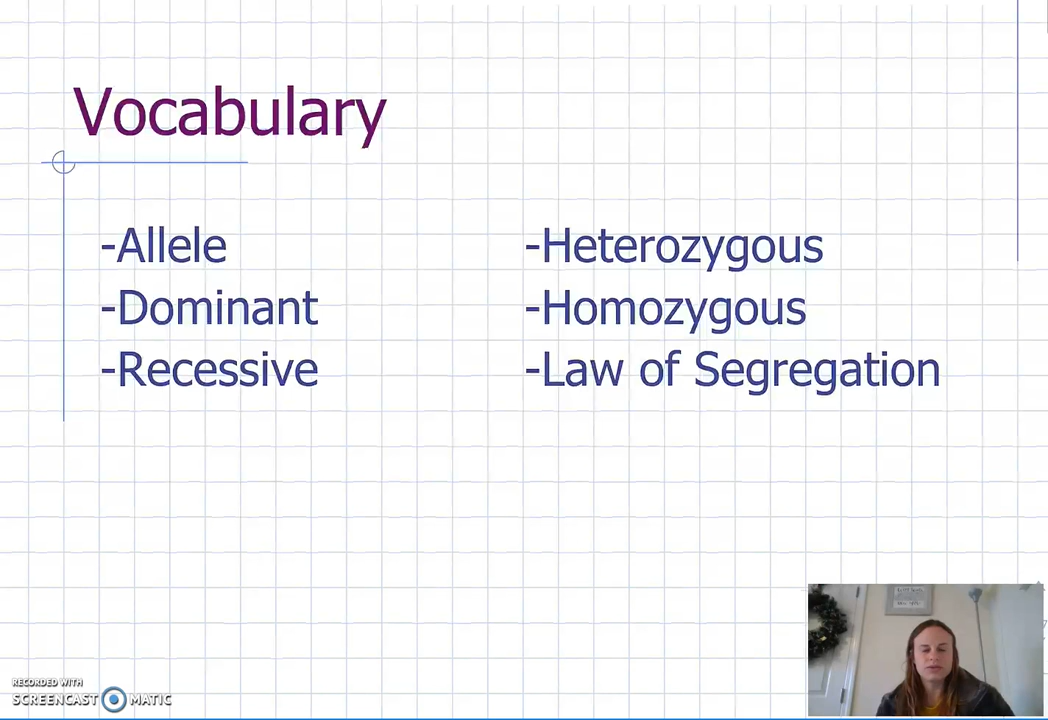 Vocabulary
-Allele
-Dominant
-Recessive
-Heterozygous
-Homozygous
-Law of Segregation
RECORDED WITH
SCREENCAST MATIC